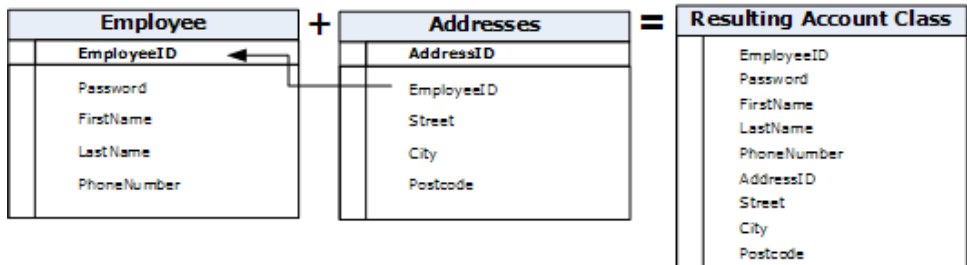 Employee
EmployeeID
Password
FirstName
LastName
PhoneNumber
+
Addresses
AddressID
EmployeeID
Street
City
Postcode
=
Resulting Account Class
EmployeeID
Password
FirstName
LastName
PhoneNumber
AddressID
Street
City
Postcode